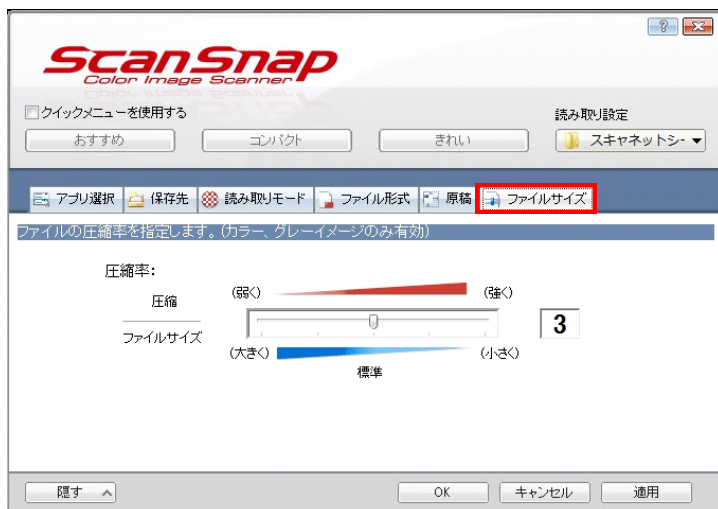 ScanSnap
Color Image Scanner
クイックメニューを使用する
読み取り設定
おすすめ コンパクト きれい スキャネットシー
アプリ選択 保存先 読み取りモード ファイル形式 原稿 ファイルサイズ
ファイルの圧縮率を指定します。(カラー、グレーイメージのみ有効)
圧縮率:
圧縮 (弱く) (強く)
3
ファイルサイズ (大きく) (小さく)
標準
隠す OK キャンセル 適用